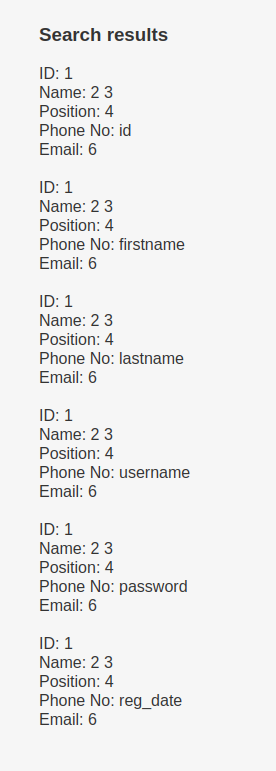 Search results
ID: 1
Name: 2 3
Position: 4
Phone No: id
Email: 6
ID: 1
Name: 2 3
Position: 4
Phone No: firstname
Email: 6
ID: 1
Name: 2 3
Position: 4
Phone No: lastname
Email: 6
ID: 1
Name: 2 3
Position: 4
Phone No: username
Email: 6
ID: 1
Name: 2 3
Position: 4
Phone No: password
Email: 6
ID: 1
Name: 2 3
Position: 4
Phone No: reg_date
Email: 6